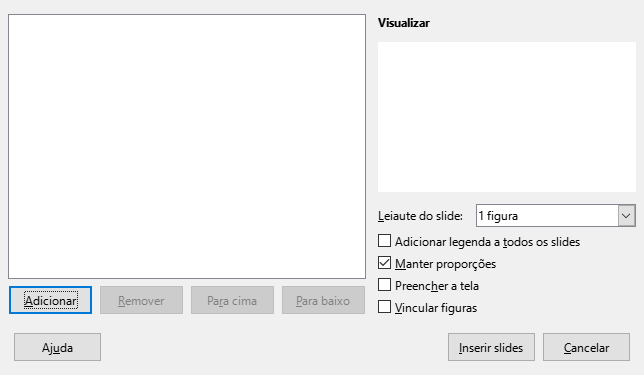 Visualizar
Leiaute do slide: 1 figura
Adicionar legenda a todos os slides
Manter proporções
Preencher a tela
Vincular figuras
Adicionar Remover Para cima Para baixo
Ajuda Inserir slides Cancelar